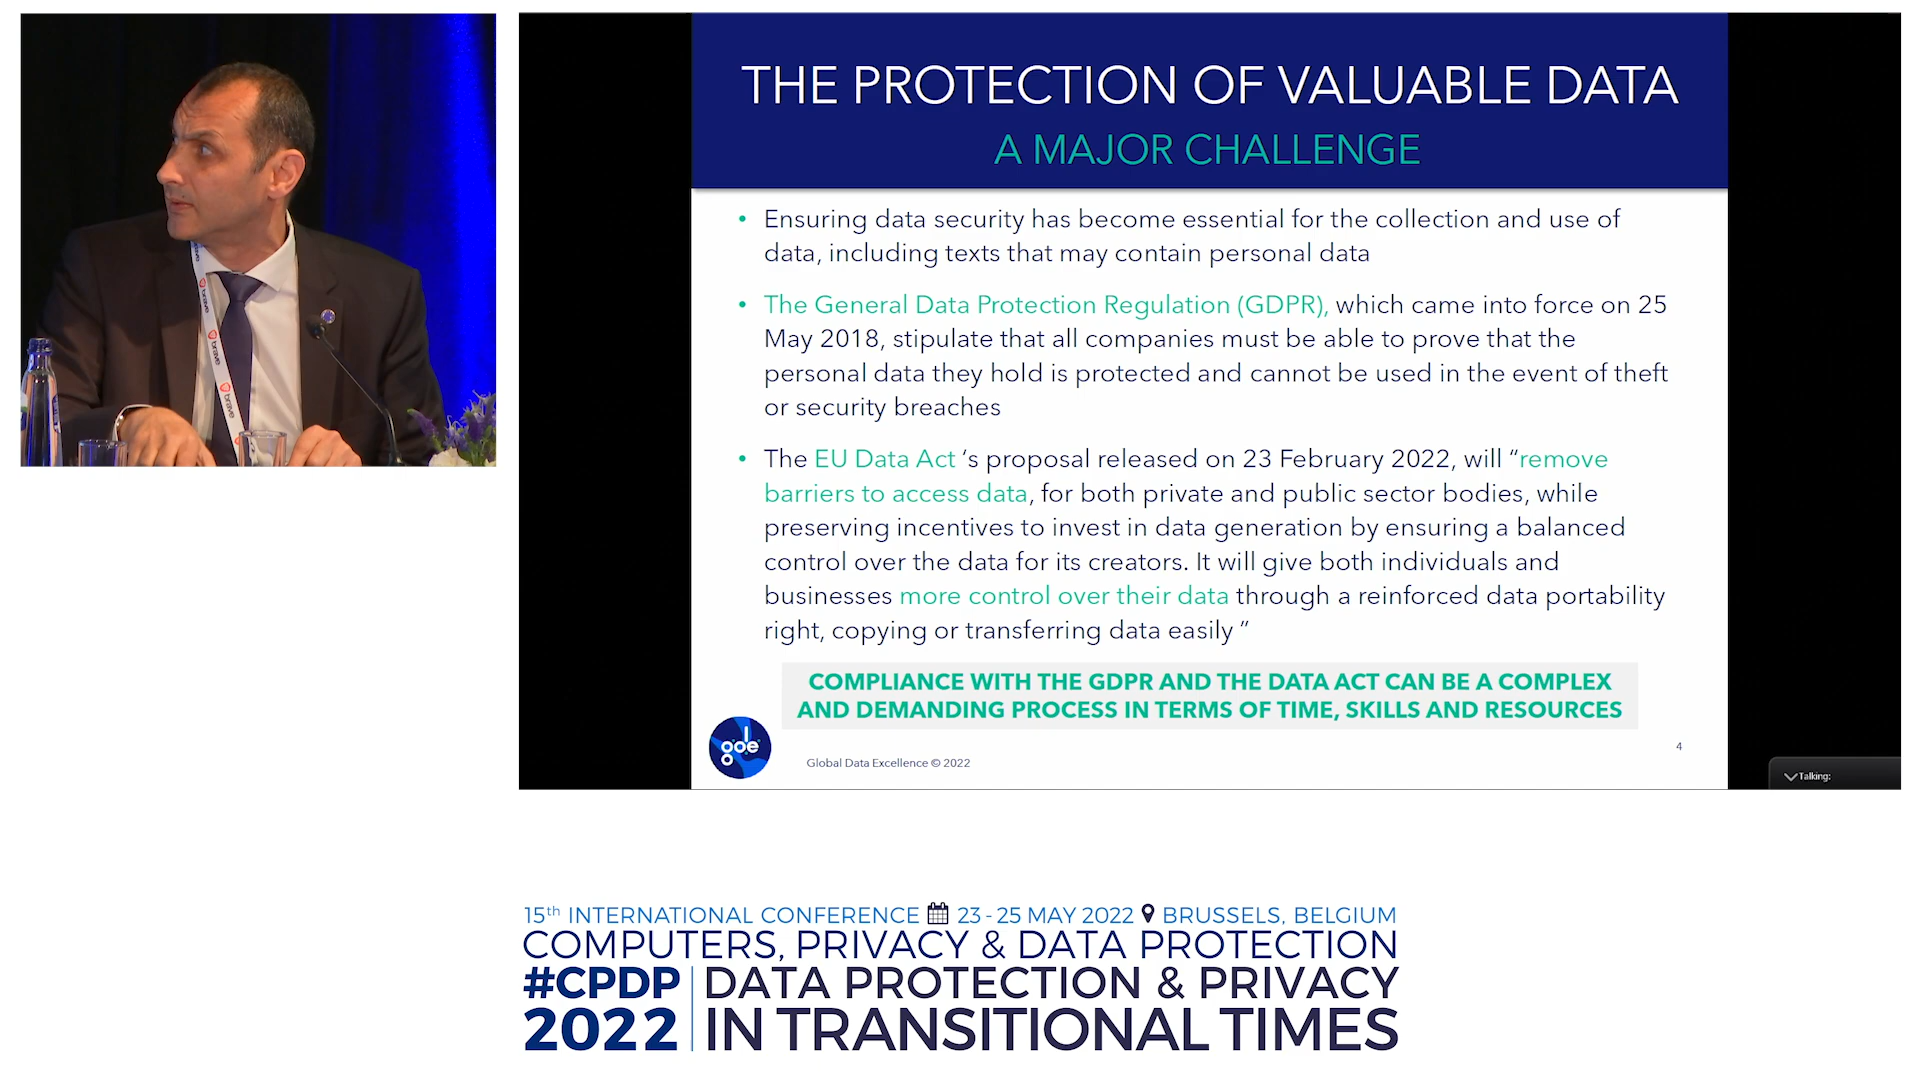 THE PROTECTION OF VALUABLE DATA
A MAJOR CHALLENGE
• Ensuring data security has become essential for the collection and use of
data, including texts that may contain personal data
• The General Data Protection Regulation (GDPR), which came into force on 25
May 2018, stipulate that all companies must be able to prove that the
personal data they hold is protected and cannot be used in the event of theft
or security breaches
• The EU Data Act ‘s proposal released on 23 February 2022, will “remove
barriers to access data, for both private and public sector bodies, while
preserving incentives to invest in data generation by ensuring a balanced
control over the data for its creators. It will give both individuals and
businesses more control over their data through a reinforced data portability
right, copying or transferring data easily ”
COMPLIANCE WITH THE GDPR AND THE DATA ACT CAN BE A COMPLEX
AND DEMANDING PROCESS IN TERMS OF TIME, SKILLS AND RESOURCES
Global Data Excellence © 2022
4
Talking:
brave
brave
brave
15th INTERNATIONAL CONFERENCE 23 - 25 MAY 2022 BRUSSELS, BELGIUM
COMPUTERS, PRIVACY & DATA PROTECTION
#CPDP DATA PROTECTION & PRIVACY
2022 IN TRANSITIONAL TIMES